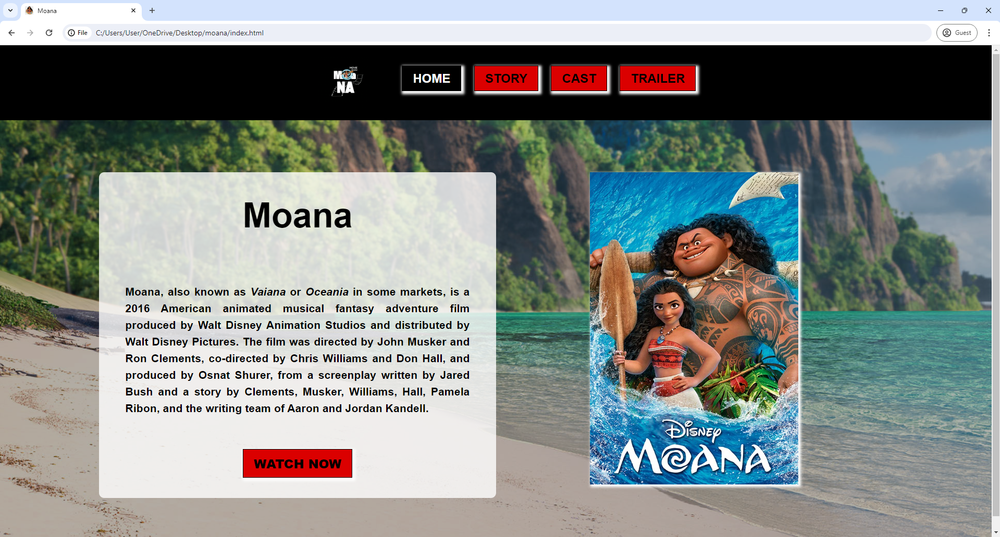 Moana
File
C:/Users/User/OneDrive/Desktop/moana/index.html
Guest
MOVIE
REVIEW
Moa
NA
HOME
STORY
CAST
TRAILER
Moana
Moana, also known as Vaiana or Oceania in some markets, is a
2016 American animated musical fantasy adventure film
produced by Walt Disney Animation Studios and distributed by
Walt Disney Pictures. The film was directed by John Musker and
Ron Clements, co-directed by Chris Williams and Don Hall, and
produced by Osnat Shurer, from a screenplay written by Jared
Bush and a story by Clements, Musker, Williams, Hall, Pamela
Ribon, and the writing team of Aaron and Jordan Kandell.
WATCH NOW
DISNEY
MOANA